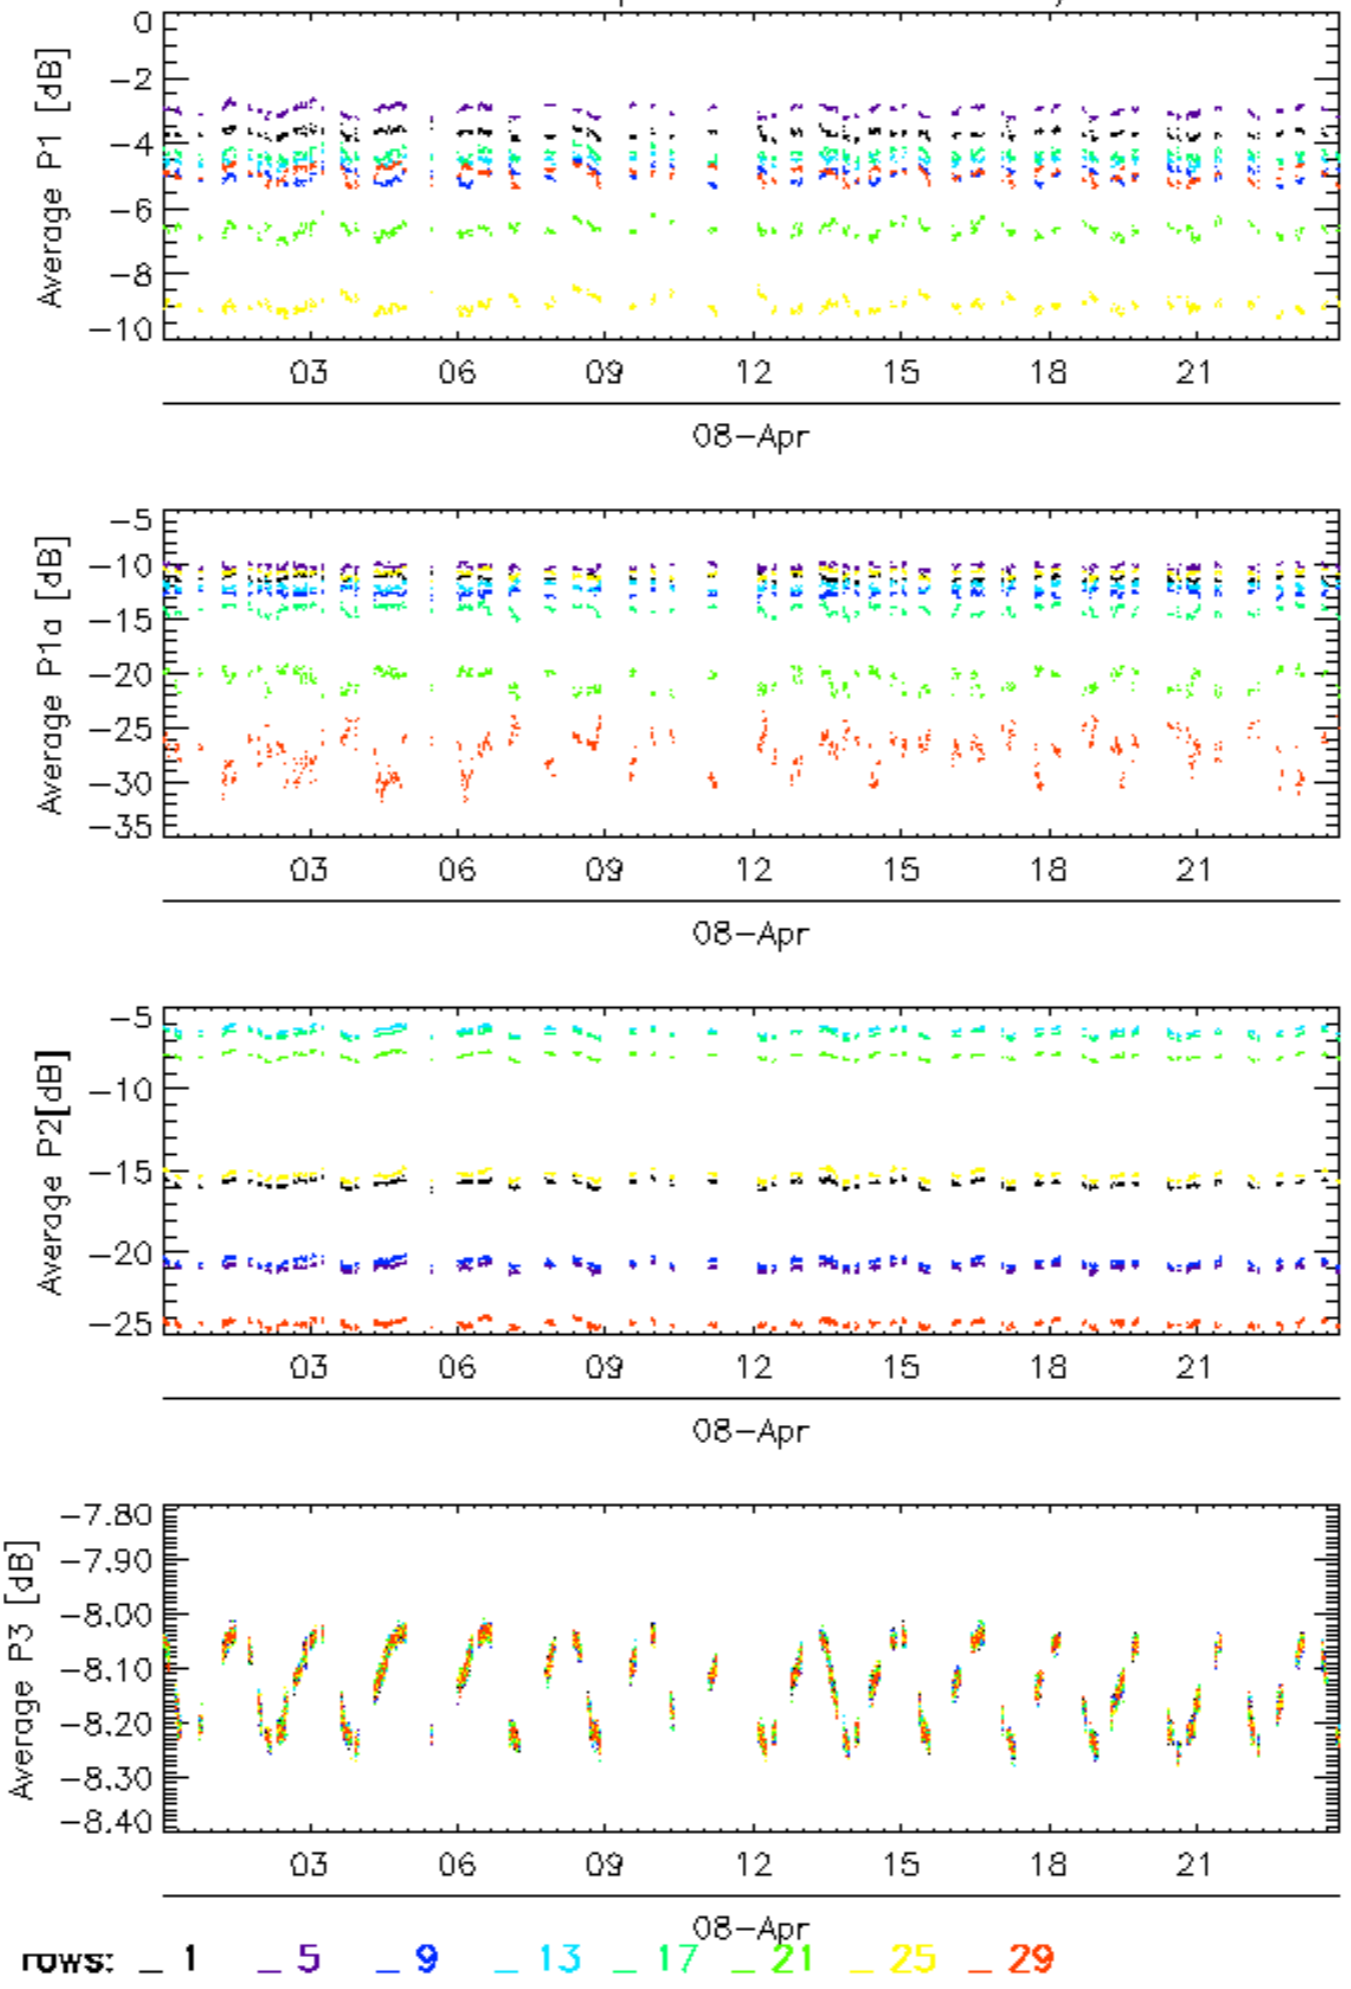 0
−2
−4
−6
−8
−10
Average P1 [dB]
03 06 09 12 15 18 21
08−Apr
−5
−10
−15
−20
−25
−30
−35
Average P1a [dB]
03 06 09 12 15 18 21
08−Apr
−5
−10
−15
−20
−25
Average P2[dB]
03 06 09 12 15 18 21
08−Apr
−7.80
−7.90
−8.00
−8.10
−8.20
−8.30
−8.40
Average P3 [dB]
03 06 09 12 15 18 21
08−Apr
rows: _ 1 _ 5 _ 9 _ 13 _ 17 _ 21 _ 25 _ 29